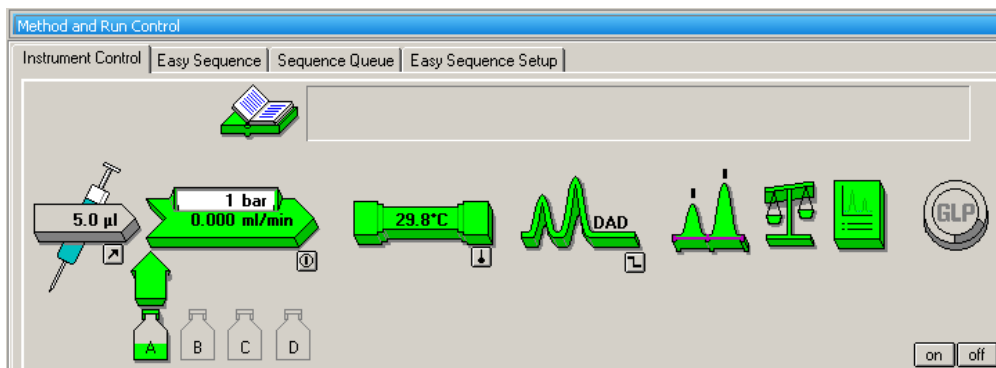 Method and Run Control
Instrument Control Easy Sequence Sequence Queue Easy Sequence Setup
1 bar
5.0 µl 0.000 ml/min 29.8°C DAD GLP
A B C D
on off